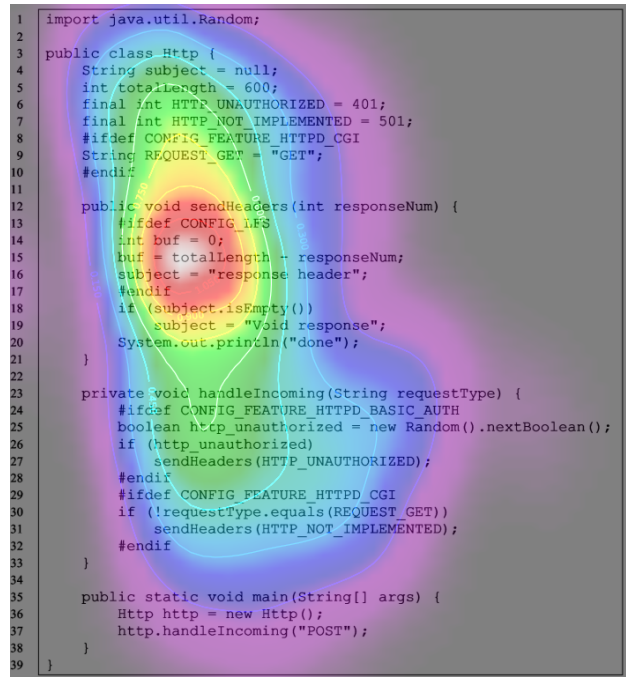 1 import java.util.Random;
2
3 public class Http {
4 String subject = null;
5 int totalLength = 600;
6 final int HTTP_UNAUTHORIZED = 401;
7 final int HTTP_NOT_IMPLEMENTED = 501;
8 #ifdef CONFIG_FEATURE_HTTPD_CGI
9 String REQUEST_GET = "GET";
10 #endif
11
12 public void sendHeaders(int responseNum) {
13 #ifdef CONFIG_LFS
14 int buf = 0;
15 buf = totalLength - responseNum;
16 subject = "response header";
17 #endif
18 if (subject.isEmpty())
19 subject = "Void response";
20 System.out.println("done");
21 }
22
23 private void handleIncoming(String requestType) {
24 #ifdef CONFIG_FEATURE_HTTPD_BASIC_AUTH
25 boolean http_unauthorized = new Random().nextBoolean();
26 if (http_unauthorized)
27 sendHeaders(HTTP_UNAUTHORIZED);
28 #endif
29 #ifdef CONFIG_FEATURE_HTTPD_CGI
30 if (!requestType.equals(REQUEST_GET))
31 sendHeaders(HTTP_NOT_IMPLEMENTED);
32 #endif
33 }
34
35 public static void main(String[] args) {
36 Http http = new Http();
37 http.handleIncoming("POST");
38 }
39 }